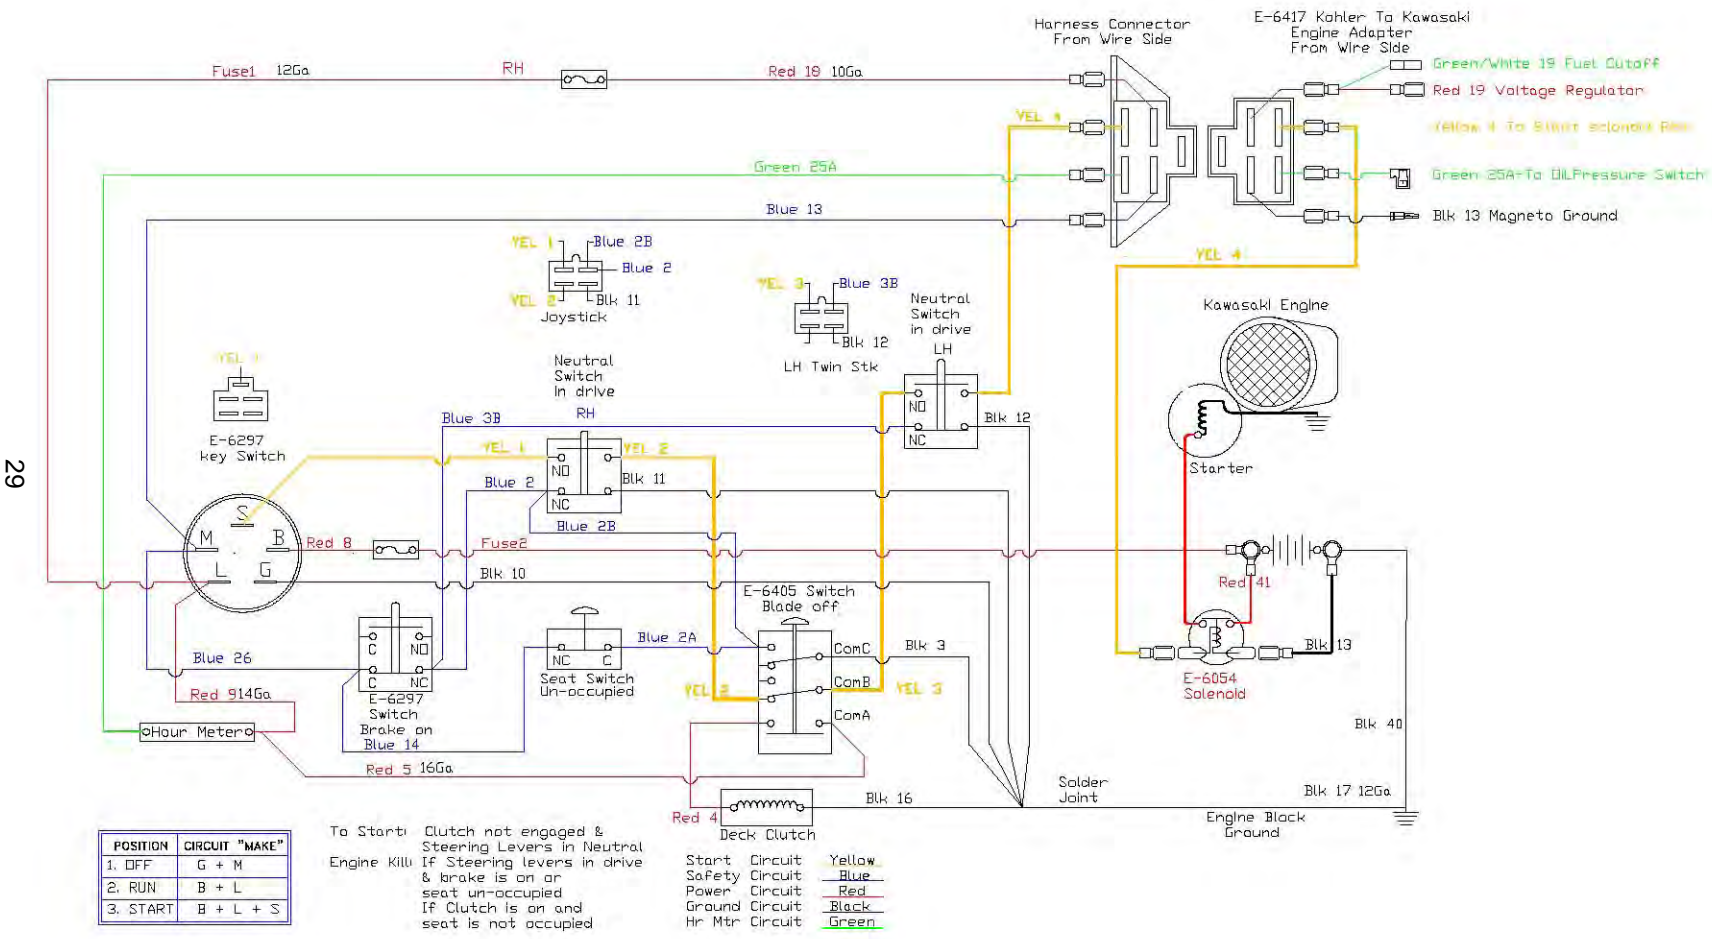 Harness Connector
From Wire Side
E-6417 Kohler To Kawasaki
Engine Adapter
From Wire Side
Green/White 19 Fuel Cutoff
Red 19 Voltage Regulator
Yellow 4 To Start solonoid
Green 25A-To OiLPressure Switch
Blk 13 Magneto Ground
Fuse1 12Ga
RH
Red 18 10Ga
YEL 4
Green 25A
Blue 13
YEL 4
YEL 1
Blue 2B
Blue 2
YEL 2
Blk 11
Joystick
YEL 3
Blue 3B
Blk 12
LH Twin Stk
Neutral
Switch
in drive
LH
NO
NC
Blk 12
Kawasaki Engine
Starter
E-6297
key Switch
Neutral
Switch
in drive
RH
Blue 3B
YEL 1
YEL 2
NO
Blue 2
Blk 11
NC
Blue 2B
29
S
M
B
L
G
Red 8
Fuse2
Blk 10
Red 41
E-6405 Switch
Blade off
C
NO
C
NC
E-6297
Switch
Brake on
Blue 26
Blue 14
NC
C
Seat Switch
Un-occupied
Blue 2A
ComC
Blk 3
YEL 2
ComB
YEL 3
ComA
Blk 13
E-6054
Solenoid
Red 9 14Ga
Hour Meter
Red 5 16Ga
Blk 40
Red 4
Blk 16
Deck Clutch
Solder
Joint
Blk 17 12Ga
Engine Block
Ground
POSITION CIRCUIT "MAKE"
1. OFF G + M
2. RUN B + L
3. START B + L + S
To Start: Clutch not engaged &
Steering Levers in Neutral
Engine Kill: If Steering levers in drive
& brake is on or
seat un-occupied
If Clutch is on and
seat is not occupied
Start Circuit Yellow
Safety Circuit Blue
Power Circuit Red
Ground Circuit Black
Hr Mtr Circuit Green